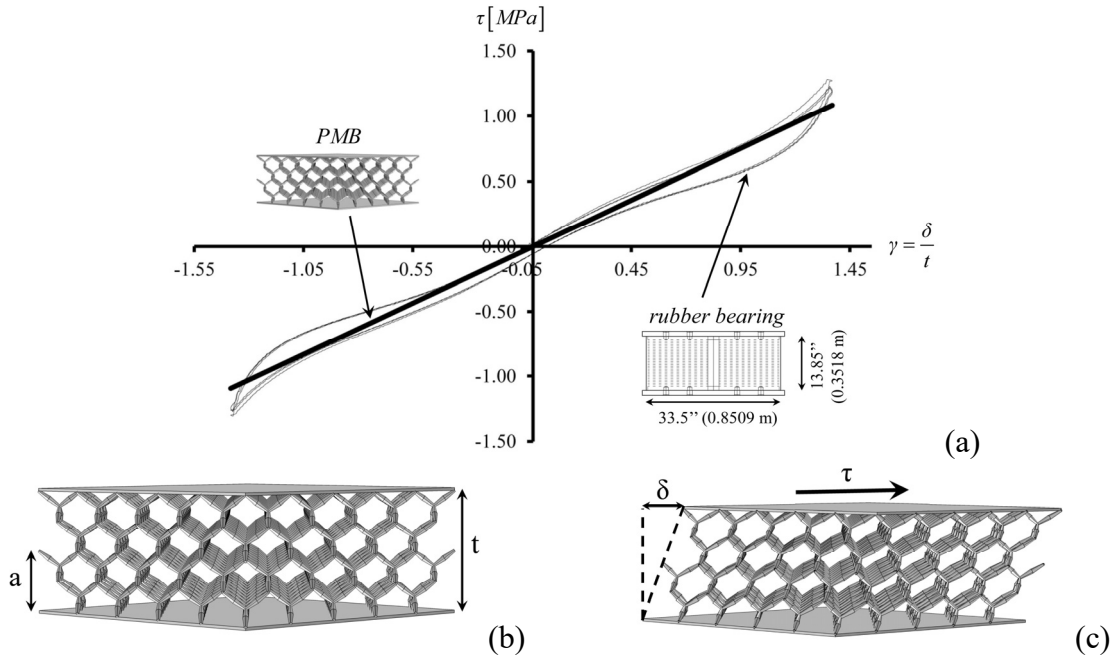 τ [MPa]
1.50
1.00
0.50
0.00
-0.50
-1.00
-1.50
-1.55 -1.05 -0.55 -0.05 0.45 0.95 1.45
γ = δ/t
PMB
rubber bearing
13.85’’
(0.3518 m)
33.5’’ (0.8509 m)
(a)
a
t
(b)
δ
τ
(c)